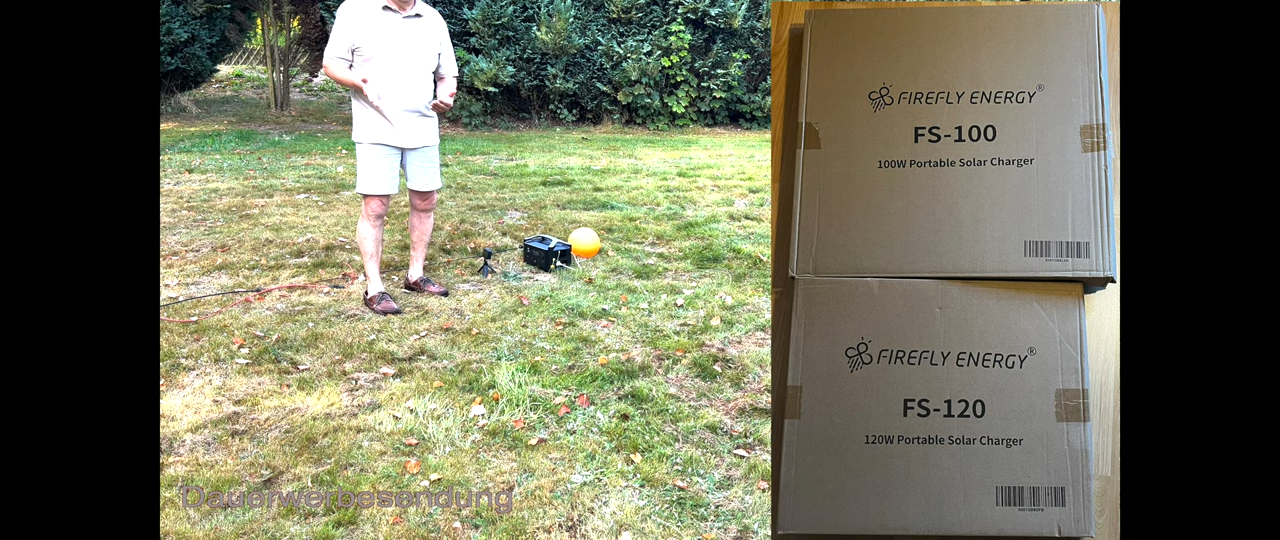 FIREFLY ENERGY®
FS-100
100W Portable Solar Charger
FIREFLY ENERGY®
FS-120
120W Portable Solar Charger
Dauerwerbesendung